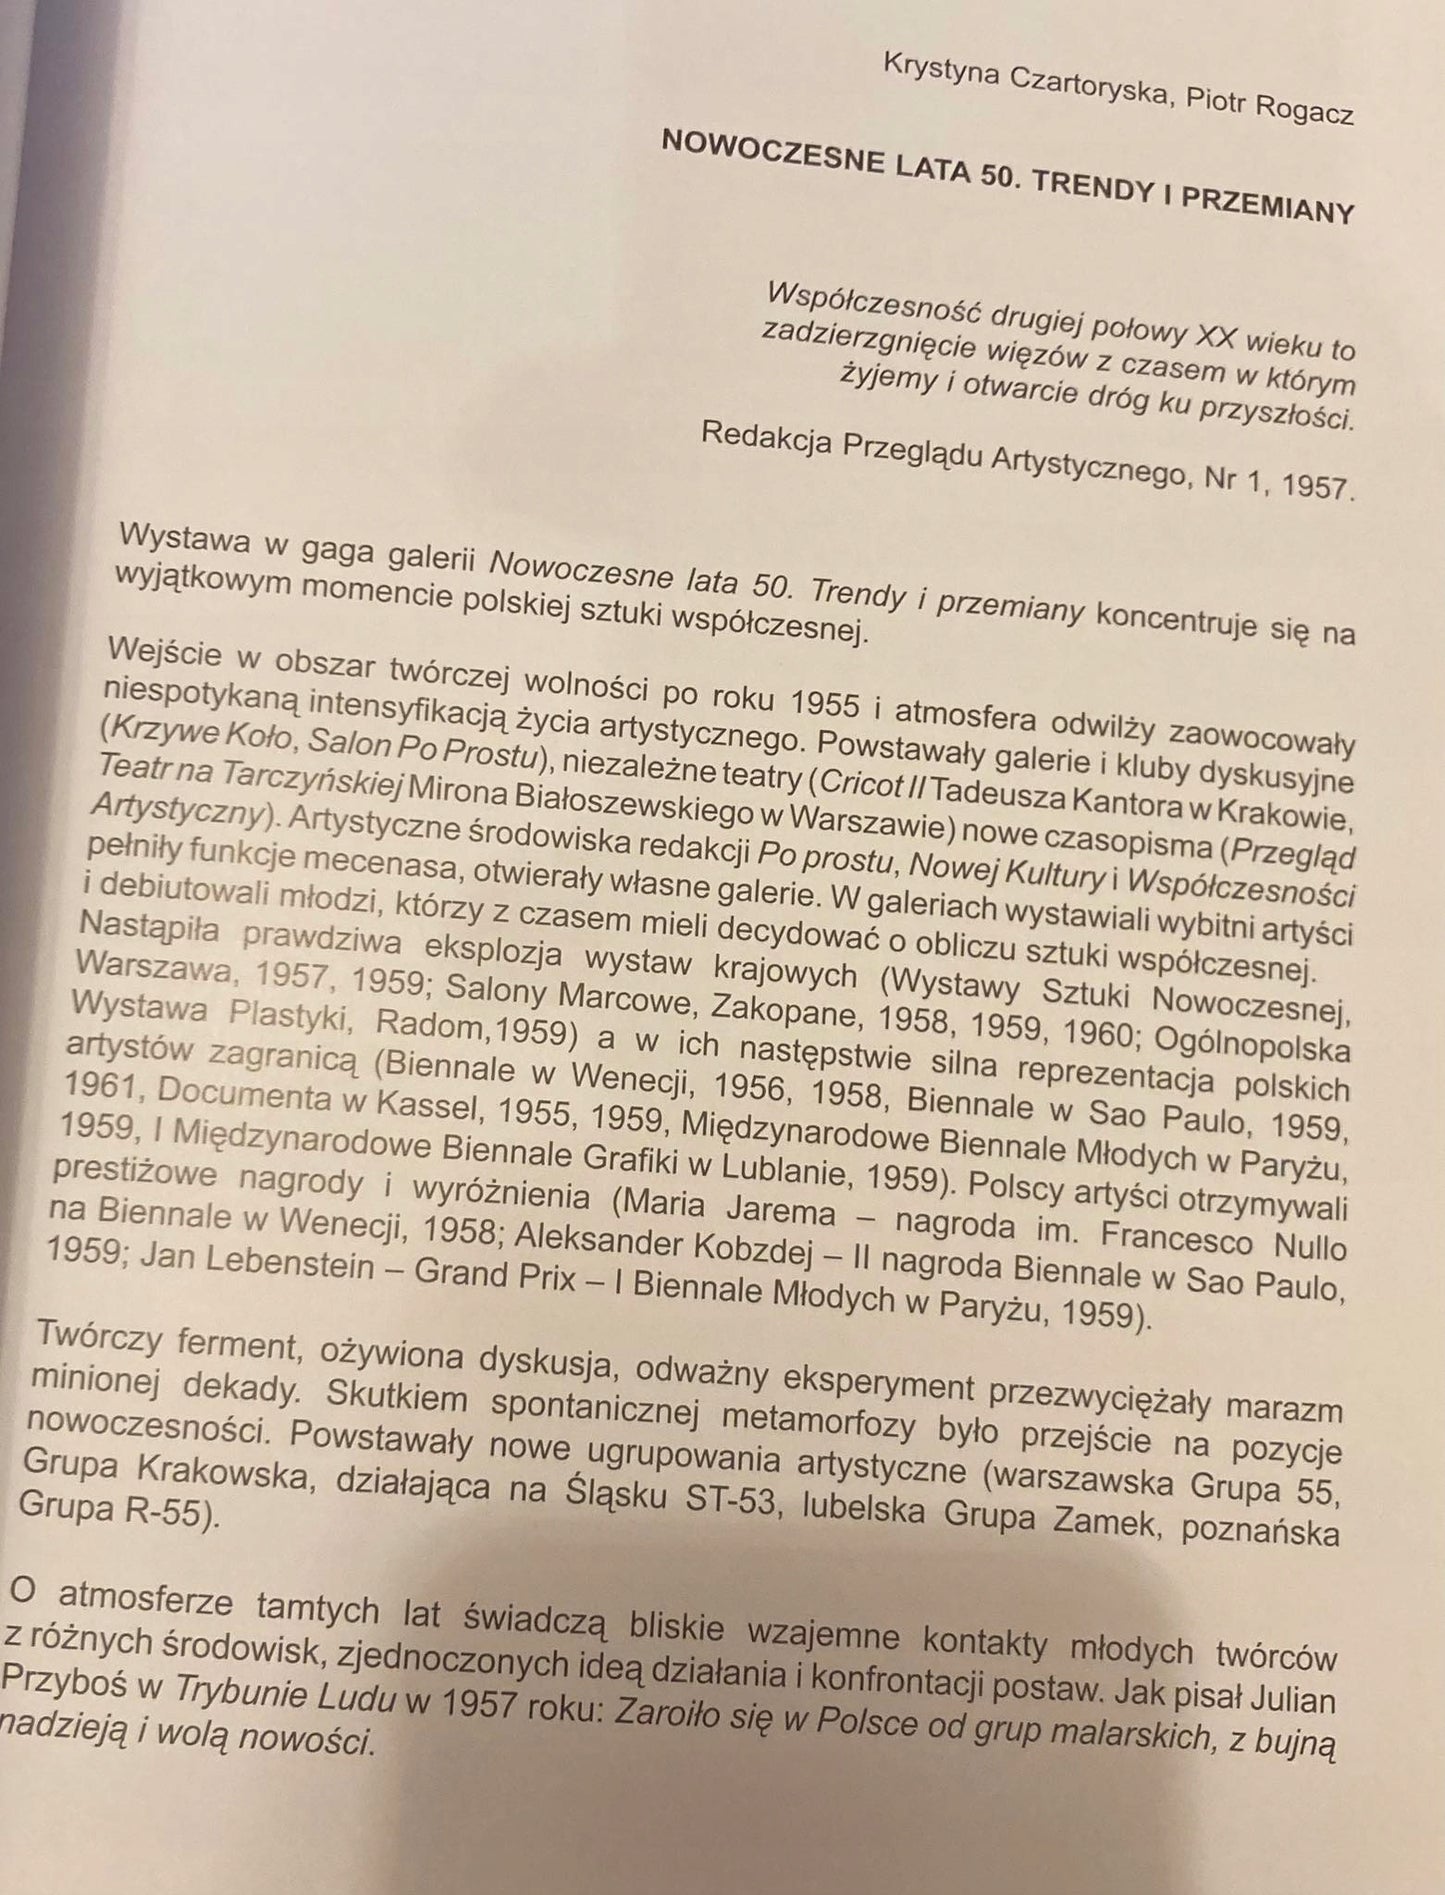 Krystyna Czartoryska, Piotr Rogacz
NOWOCZESNE LATA 50. TRENDY I PRZEMIANY
Współczesność drugiej połowy XX wieku to
zadzierzgnięcie więzów z czasem w którym
żyjemy i otwarcie dróg ku przyszłości.
Redakcja Przeglądu Artystycznego, Nr 1, 1957.
Wystawa w gaga galerii Nowoczesne lata 50. Trendy i przemiany koncentruje się na
wyjątkowym momencie polskiej sztuki współczesnej.
Wejście w obszar twórczej wolności po roku 1955 i atmosfera odwilży zaowocowały
niespotykaną intensyfikacją życia artystycznego. Powstawały galerie i kluby dyskusyjne
(Krzywe Koło, Salon Po Prostu), niezależne teatry (Cricot II Tadeusza Kantora w Krakowie,
Teatr na Tarczyńskiej Mirona Białoszewskiego w Warszawie) nowe czasopisma (Przegląd
Artystyczny). Artystyczne środowiska redakcji Po prostu, Nowej Kultury i Współczesności
pełniły funkcje mecenasa, otwierały własne galerie. W galeriach wystawiali wybitni artyści
i debiutowali młodzi, którzy z czasem mieli decydować o obliczu sztuki współczesnej.
Nastąpiła prawdziwa eksplozja wystaw krajowych (Wystawy Sztuki Nowoczesnej,
Warszawa, 1957, 1959; Salony Marcowe, Zakopane, 1958, 1959, 1960; Ogólnopolska
Wystawa Plastyki, Radom,1959) a w ich następstwie silna reprezentacja polskich
artystów zagranicą (Biennale w Wenecji, 1956, 1958, Biennale w Sao Paulo, 1959,
1961, Documenta w Kassel, 1955, 1959, Międzynarodowe Biennale Młodych w Paryżu,
1959, I Międzynarodowe Biennale Grafiki w Lublanie, 1959). Polscy artyści otrzymywali
prestiżowe nagrody i wyróżnienia (Maria Jarema – nagroda im. Francesco Nullo
na Biennale w Wenecji, 1958; Aleksander Kobzdej – II nagroda Biennale w Sao Paulo,
1959; Jan Lebenstein – Grand Prix – I Biennale Młodych w Paryżu, 1959).
Twórczy ferment, ożywiona dyskusja, odważny eksperyment przezwyciężały marazm
minionej dekady. Skutkiem spontanicznej metamorfozy było przejście na pozycje
nowoczesności. Powstawały nowe ugrupowania artystyczne (warszawska Grupa 55,
Grupa Krakowska, działająca na Śląsku ST-53, lubelska Grupa Zamek, poznańska
Grupa R-55).
O atmosferze tamtych lat świadczą bliskie wzajemne kontakty młodych twórców
z różnych środowisk, zjednoczonych ideą działania i konfrontacji postaw. Jak pisał Julian
Przyboś w Trybunie Ludu w 1957 roku: Zaroiło się w Polsce od grup malarskich, z bujną
nadzieją i wolą nowości.